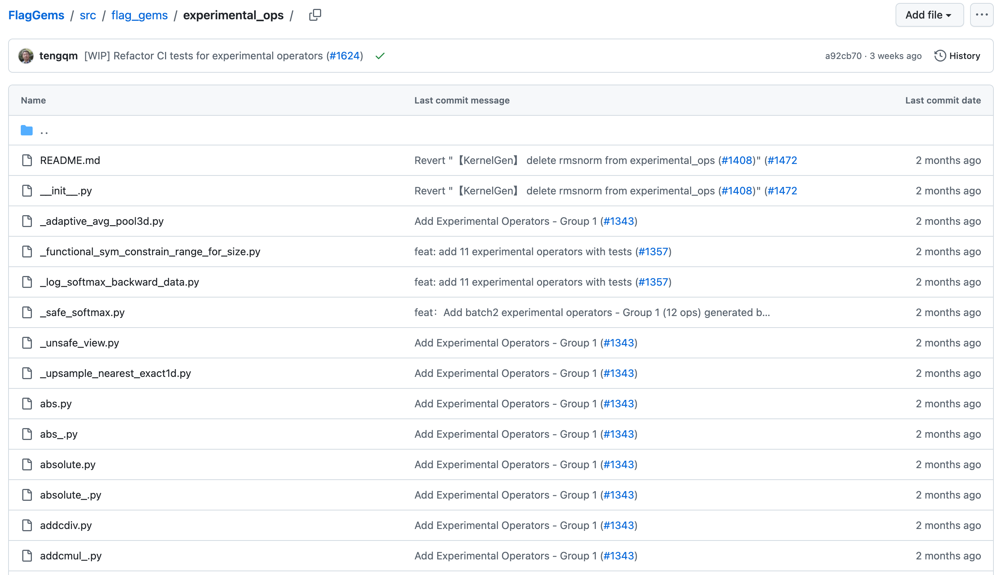 FlagGems / src / flag_gems / experimental_ops /
Add file
tengqm [WIP] Refactor CI tests for experimental operators (#1624)
a92cb70 · 3 weeks ago
History
Name Last commit message Last commit date
..
README.md Revert "【KernelGen】 delete rmsnorm from experimental_ops (#1408)" (#1472 2 months ago
__init__.py Revert "【KernelGen】 delete rmsnorm from experimental_ops (#1408)" (#1472 2 months ago
_adaptive_avg_pool3d.py Add Experimental Operators - Group 1 (#1343) 2 months ago
_functional_sym_constrain_range_for_size.py feat: add 11 experimental operators with tests (#1357) 2 months ago
_log_softmax_backward_data.py feat: add 11 experimental operators with tests (#1357) 2 months ago
_safe_softmax.py feat：Add batch2 experimental operators - Group 1 (12 ops) generated b... 2 months ago
_unsafe_view.py Add Experimental Operators - Group 1 (#1343) 2 months ago
_upsample_nearest_exact1d.py Add Experimental Operators - Group 1 (#1343) 2 months ago
abs.py Add Experimental Operators - Group 1 (#1343) 2 months ago
abs_.py Add Experimental Operators - Group 1 (#1343) 2 months ago
absolute.py Add Experimental Operators - Group 1 (#1343) 2 months ago
absolute_.py Add Experimental Operators - Group 1 (#1343) 2 months ago
addcdiv.py Add Experimental Operators - Group 1 (#1343) 2 months ago
addcmul_.py Add Experimental Operators - Group 1 (#1343) 2 months ago